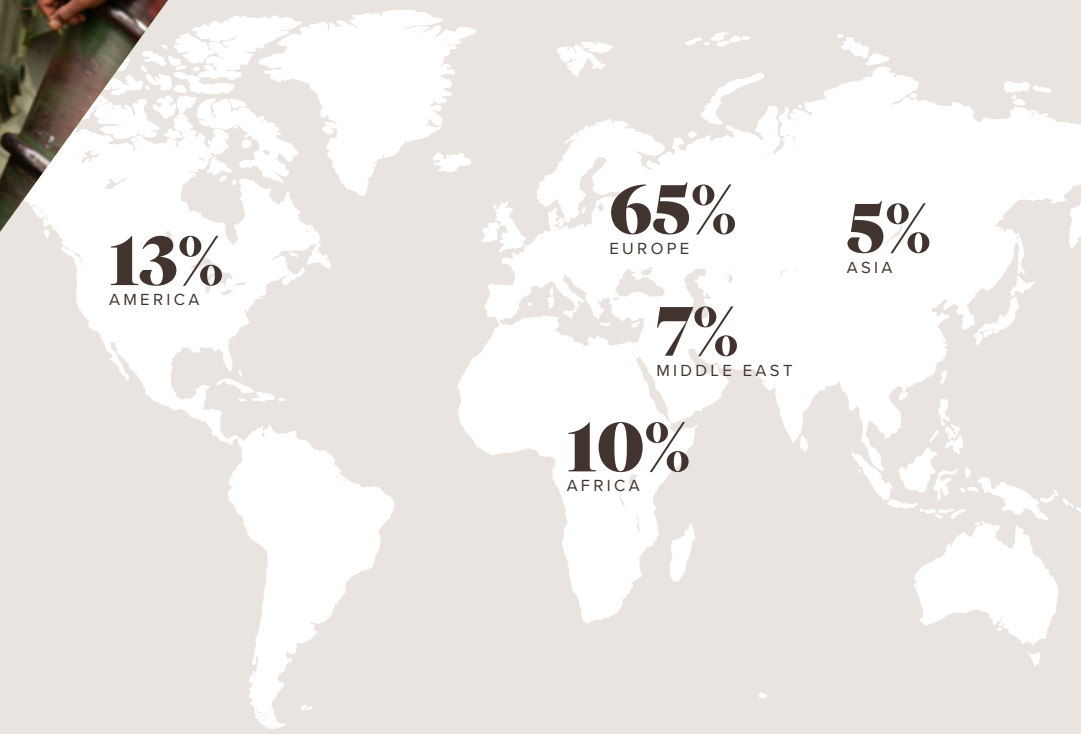 65%
EUROPE
5%
ASIA
13%
AMERICA
7%
MIDDLE EAST
10%
AFRICA